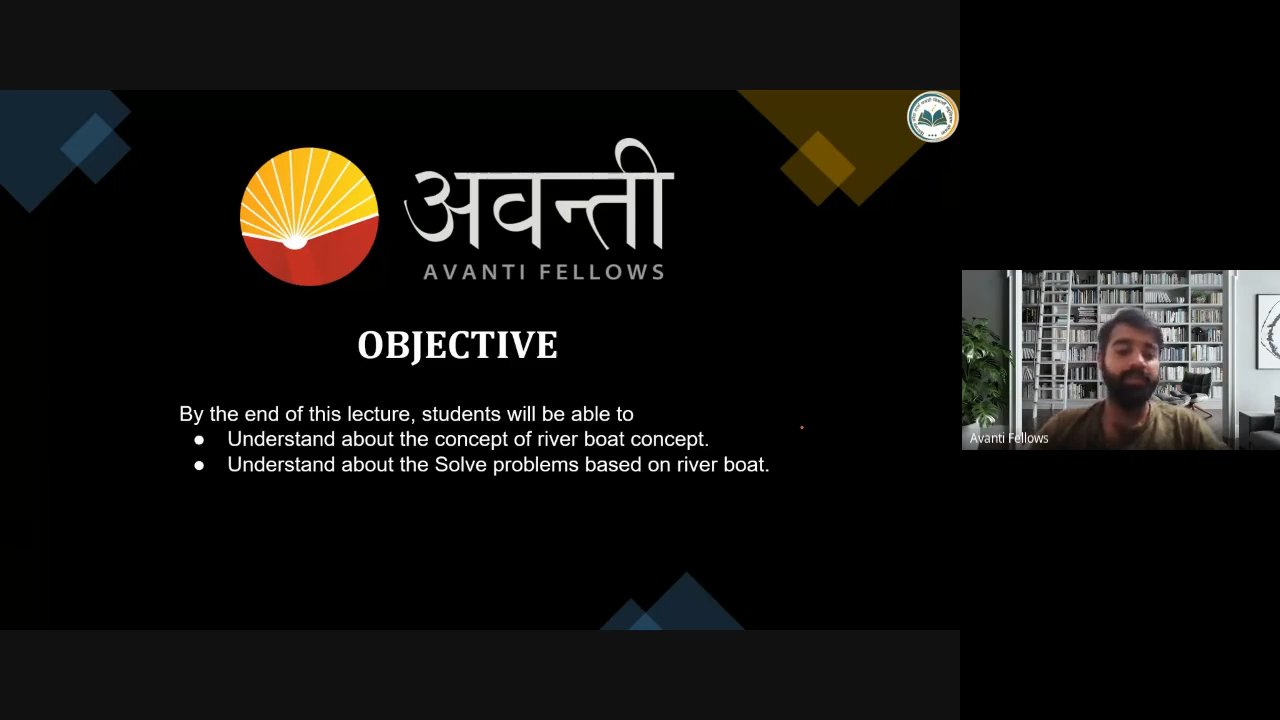 अवन्ती
AVANTI FELLOWS
OBJECTIVE
By the end of this lecture, students will be able to
● Understand about the concept of river boat concept.
● Understand about the Solve problems based on river boat.
Avanti Fellows